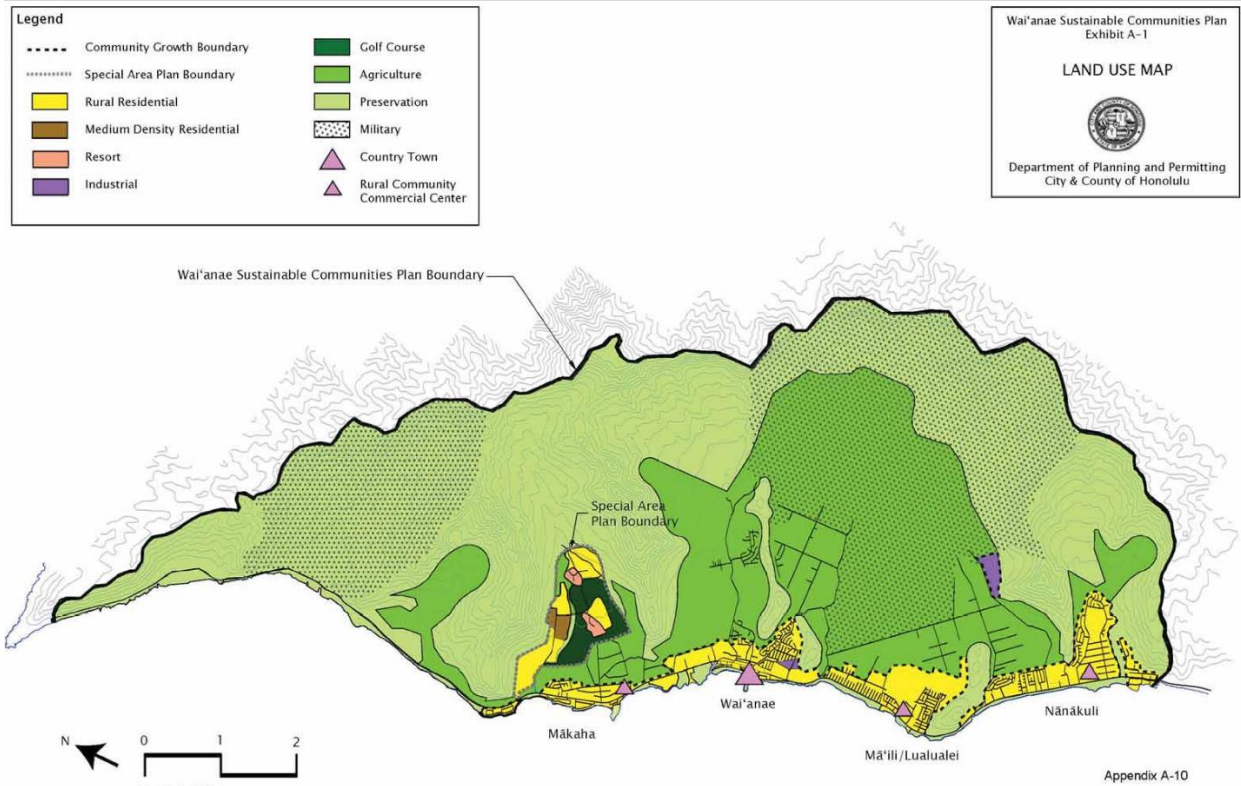 Legend
Community Growth Boundary
Special Area Plan Boundary
Rural Residential
Medium Density Residential
Resort
Industrial
Golf Course
Agriculture
Preservation
Military
Country Town
Rural Community
Commercial Center
Wai‘anae Sustainable Communities Plan
Exhibit A-1
LAND USE MAP
Department of Planning and Permitting
City & County of Honolulu
Wai‘anae Sustainable Communities Plan Boundary
Special Area
Plan Boundary
Mākaha
Wai‘anae
Mā‘ili/Lualualei
Nānākuli
N
0 1 2
Appendix A-10